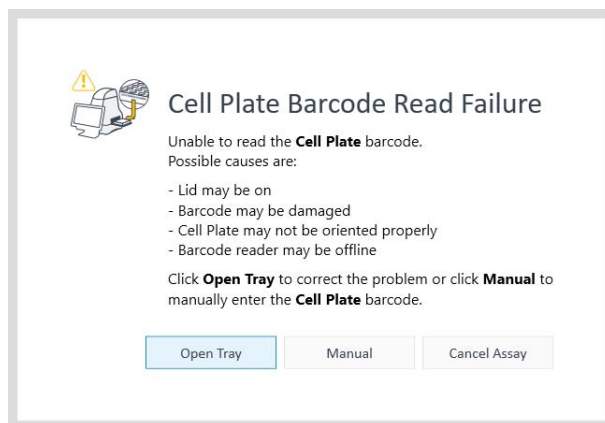 Cell Plate Barcode Read Failure
Unable to read the Cell Plate barcode.
Possible causes are:
- Lid may be on
- Barcode may be damaged
- Cell Plate may not be oriented properly
- Barcode reader may be offline
Click Open Tray to correct the problem or click Manual to
manually enter the Cell Plate barcode.
Open Tray
Manual
Cancel Assay